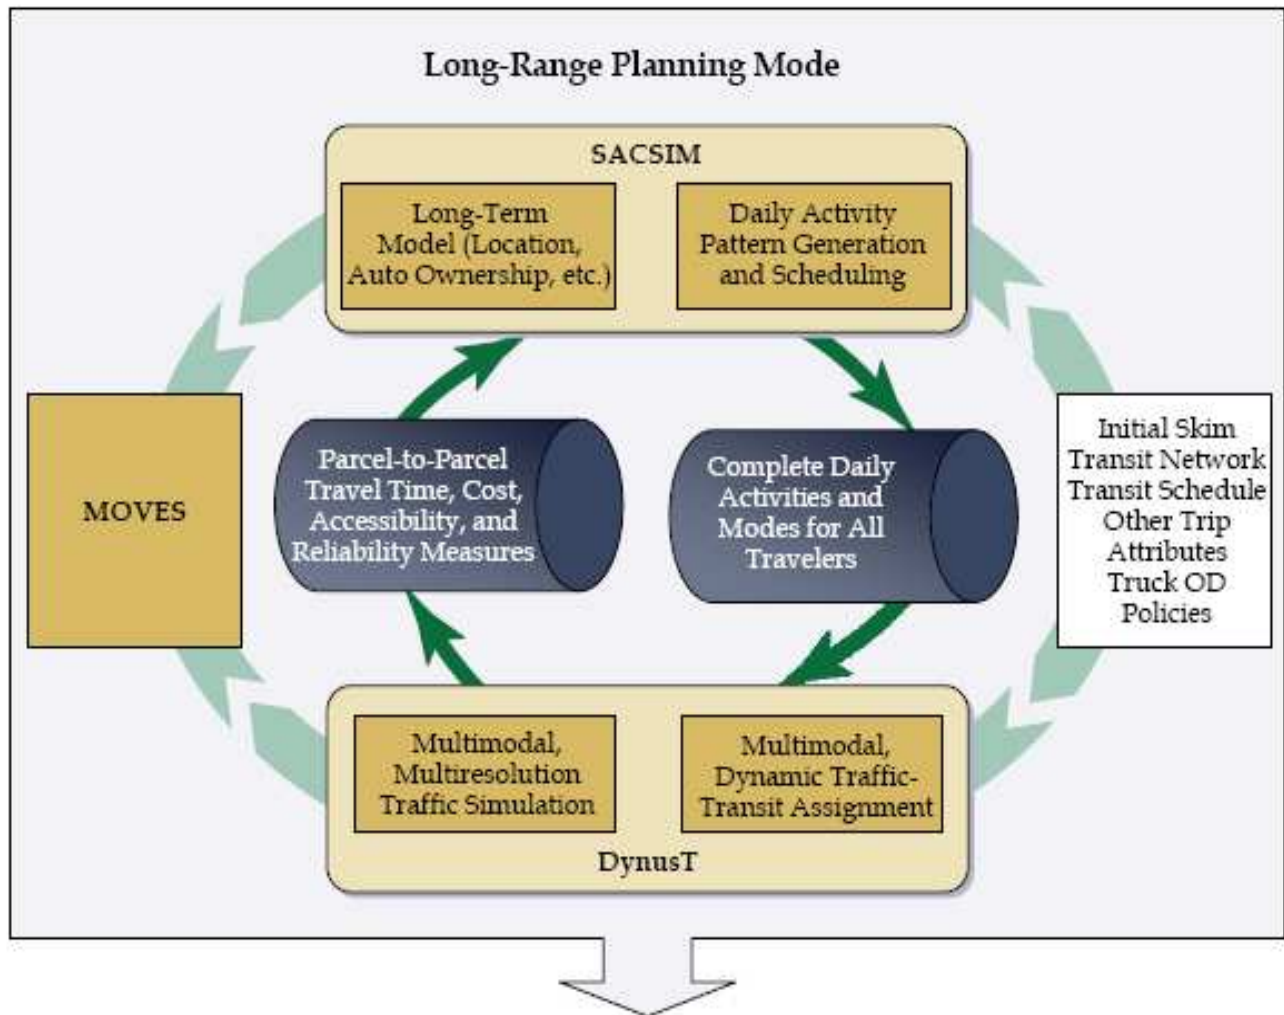 Long-Range Planning Mode
SACSIM
Long-Term
Model (Location,
Auto Ownership, etc.)
Daily Activity
Pattern Generation
and Scheduling
MOVES
Parcel-to-Parcel
Travel Time, Cost,
Accessibility, and
Reliability Measures
Complete Daily
Activities and
Modes for All
Travelers
Initial Skim
Transit Network
Transit Schedule
Other Trip
Attributes
Truck OD
Policies
Multimodal,
Multiresolution
Traffic Simulation
Multimodal,
Dynamic Traffic-
Transit Assignment
DynusT